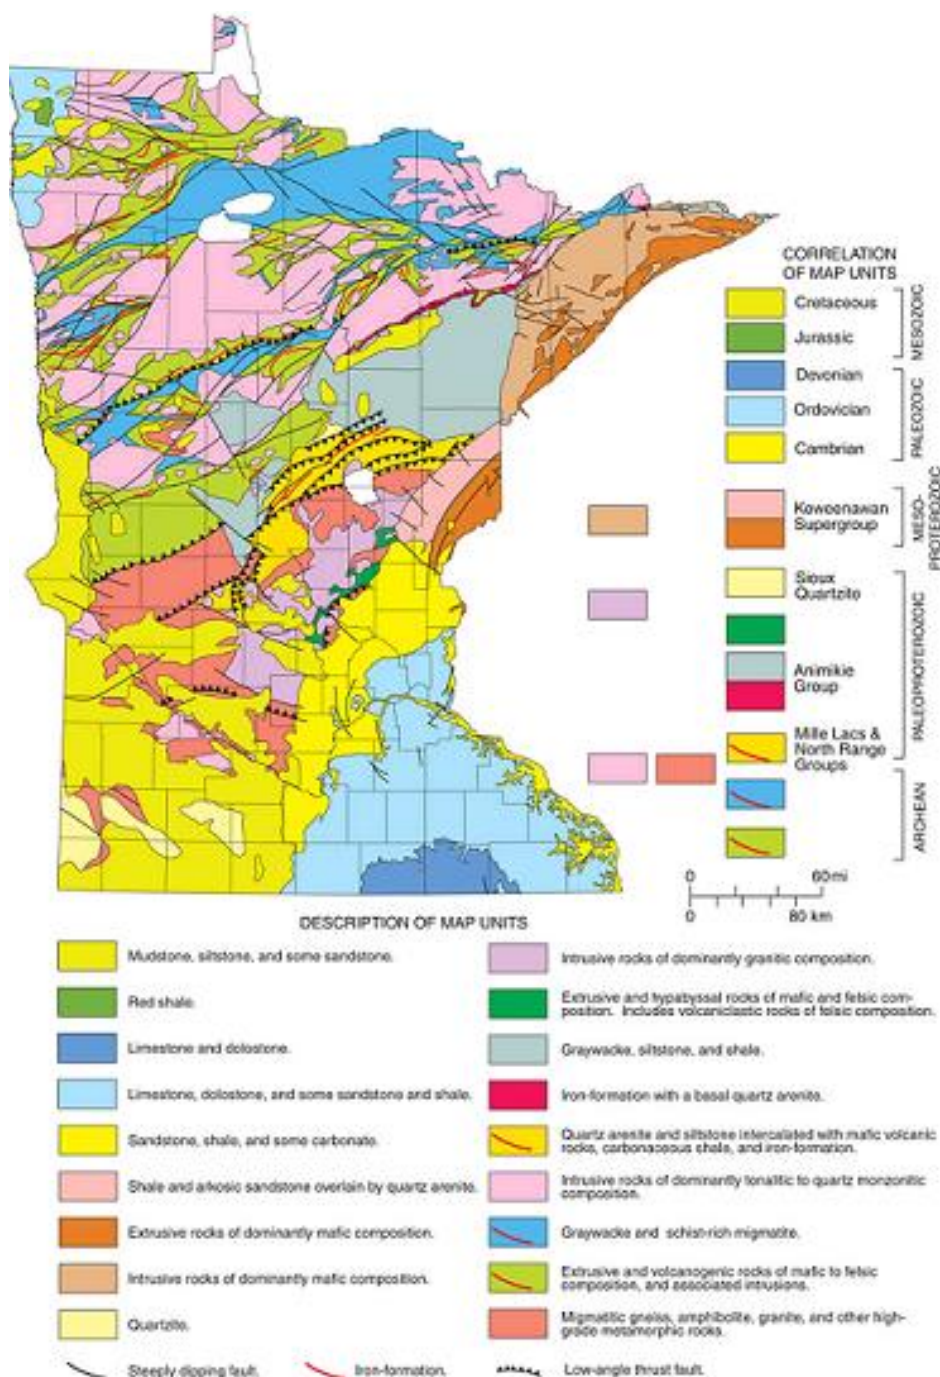 CORRELATION
OF MAP UNITS
Cretaceous
Jurassic
MESOZOIC
Devonian
Ordovician
Cambrian
PALEOZOIC
Keweenawan
Supergroup
MESO-
PROTEROZOIC
Sioux
Quartzite
Animikie
Group
Mille Lacs &
North Range
Groups
PALEOPROTEROZOIC
ARCHEAN
0 60mi
0 80 km
DESCRIPTION OF MAP UNITS
Mudstone, siltstone, and some sandstone.
Red shale.
Limestone and dolostone.
Limestone, dolostone, and some sandstone and shale.
Sandstone, shale, and some carbonate.
Shale and arkosic sandstone overlain by quartz arenite.
Extrusive rocks of dominantly mafic composition.
Intrusive rocks of dominantly mafic composition.
Quartzite.
Intrusive rocks of dominantly granitic composition.
Extrusive and hypabyssal rocks of mafic and felsic com-
position. Includes volcaniclastic rocks of felsic composition.
Graywacke, siltstone, and shale.
Iron-formation with a basal quartz arenite.
Quartz arenite and siltstone intercalated with mafic volcanic
rocks, carbonaceous shale, and iron-formation.
Intrusive rocks of dominantly tonalitic to quartz monzonitic
composition.
Graywacke and schist-rich migmatite.
Extrusive and volcanogenic rocks of mafic to felsic
composition, and associated intrusions.
Migmatitic gneiss, amphibolite, granite, and other high-
grade metamorphic rocks.
Steeply dipping fault.
Iron-formation.
Low-angle thrust fault.